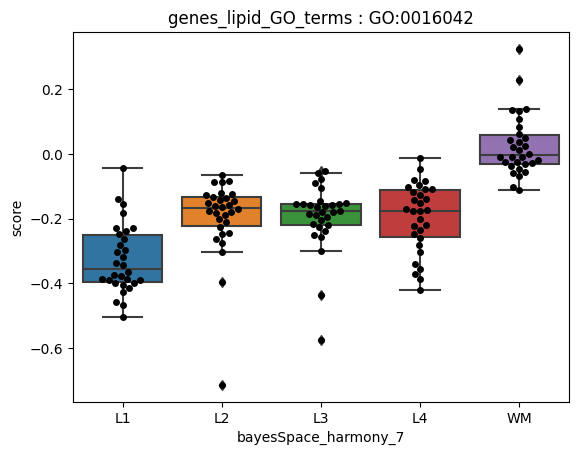 genes_lipid_GO_terms : GO:0016042
0.2
0.0
−0.2
−0.4
−0.6
score
L1 L2 L3 L4 WM
bayesSpace_harmony_7